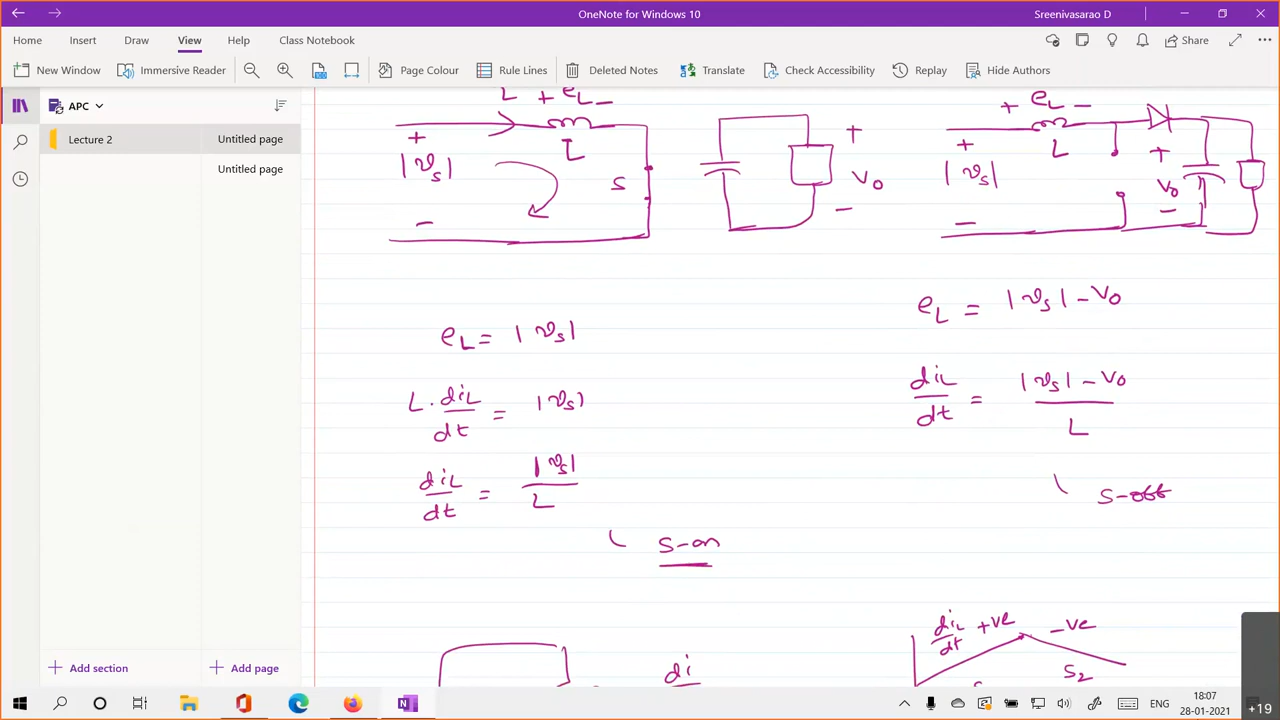 OneNote for Windows 10
Sreenivasarao D
Home Insert Draw View Help Class Notebook
Share
New Window Immersive Reader Page Colour Rule Lines Deleted Notes Translate Check Accessibility Replay Hide Authors
APC
Lecture 2
Untitled page
Untitled page
L + eL −
+
|vs|
−
L
S
+
Vo
−
+ eL −
+
|vs|
−
L
+
Vo
−
eL = |vs|
L . diL/dt = |vs|
diL/dt = |vs|/L
S-on
eL = |vs| - Vo
diL/dt = |vs| - Vo / L
S-off
di
diL/dt +ve
-ve
S2
Add section
Add page
ENG
18:07
28-01-2021
+19